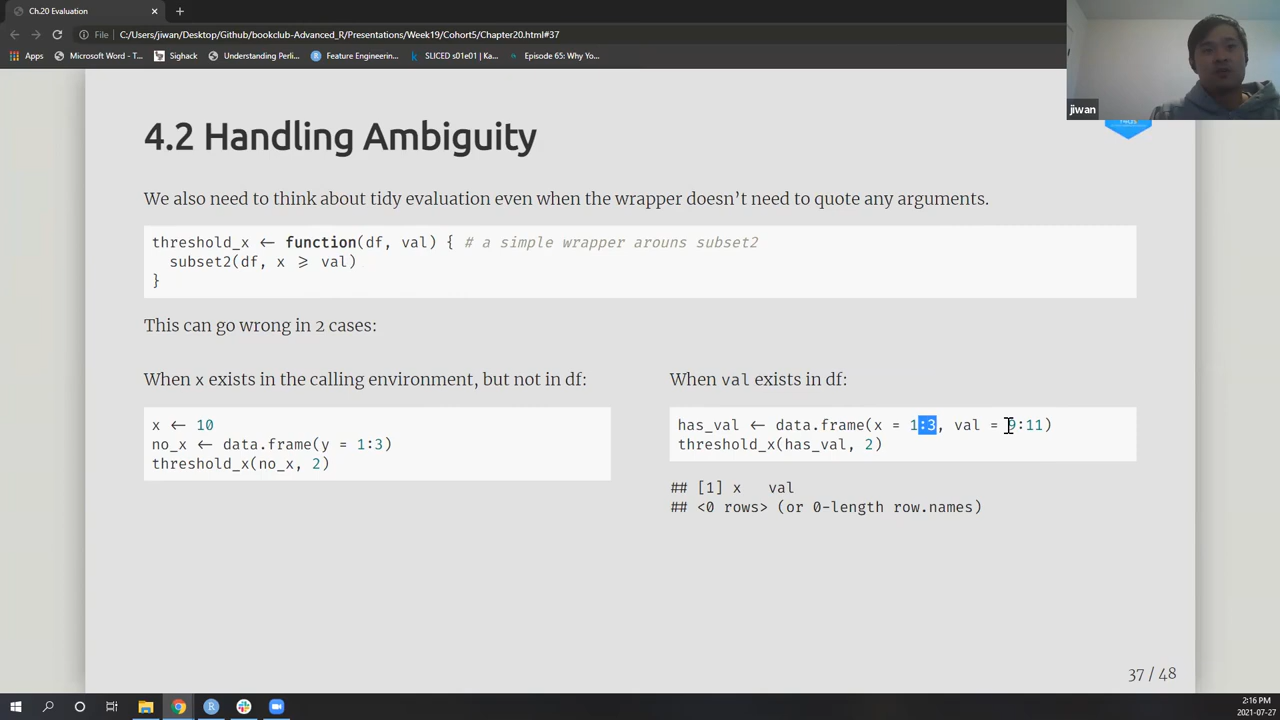 Ch.20 Evaluation
File
C:/Users/jiwan/Desktop/Github/bookclub-Advanced_R/Presentations/Week19/Cohort5/Chapter20.html#37
Apps
Microsoft Word - T...
Sighack
Understanding Perli...
Feature Engineerin...
SLICED s01e01 | Ka...
Episode 65: Why Yo...
jiwan
4.2 Handling Ambiguity
We also need to think about tidy evaluation even when the wrapper doesn’t need to quote any arguments.
threshold_x ← function(df, val) { # a simple wrapper arouns subset2
subset2(df, x ⩾ val)
}
This can go wrong in 2 cases:
When x exists in the calling environment, but not in df:
x ← 10
no_x ← data.frame(y = 1:3)
threshold_x(no_x, 2)
When val exists in df:
has_val ← data.frame(x = 1:3, val = 9:11)
threshold_x(has_val, 2)
## [1] x   val
## <0 rows> (or 0-length row.names)
37 / 48
2:16 PM
2021-07-27